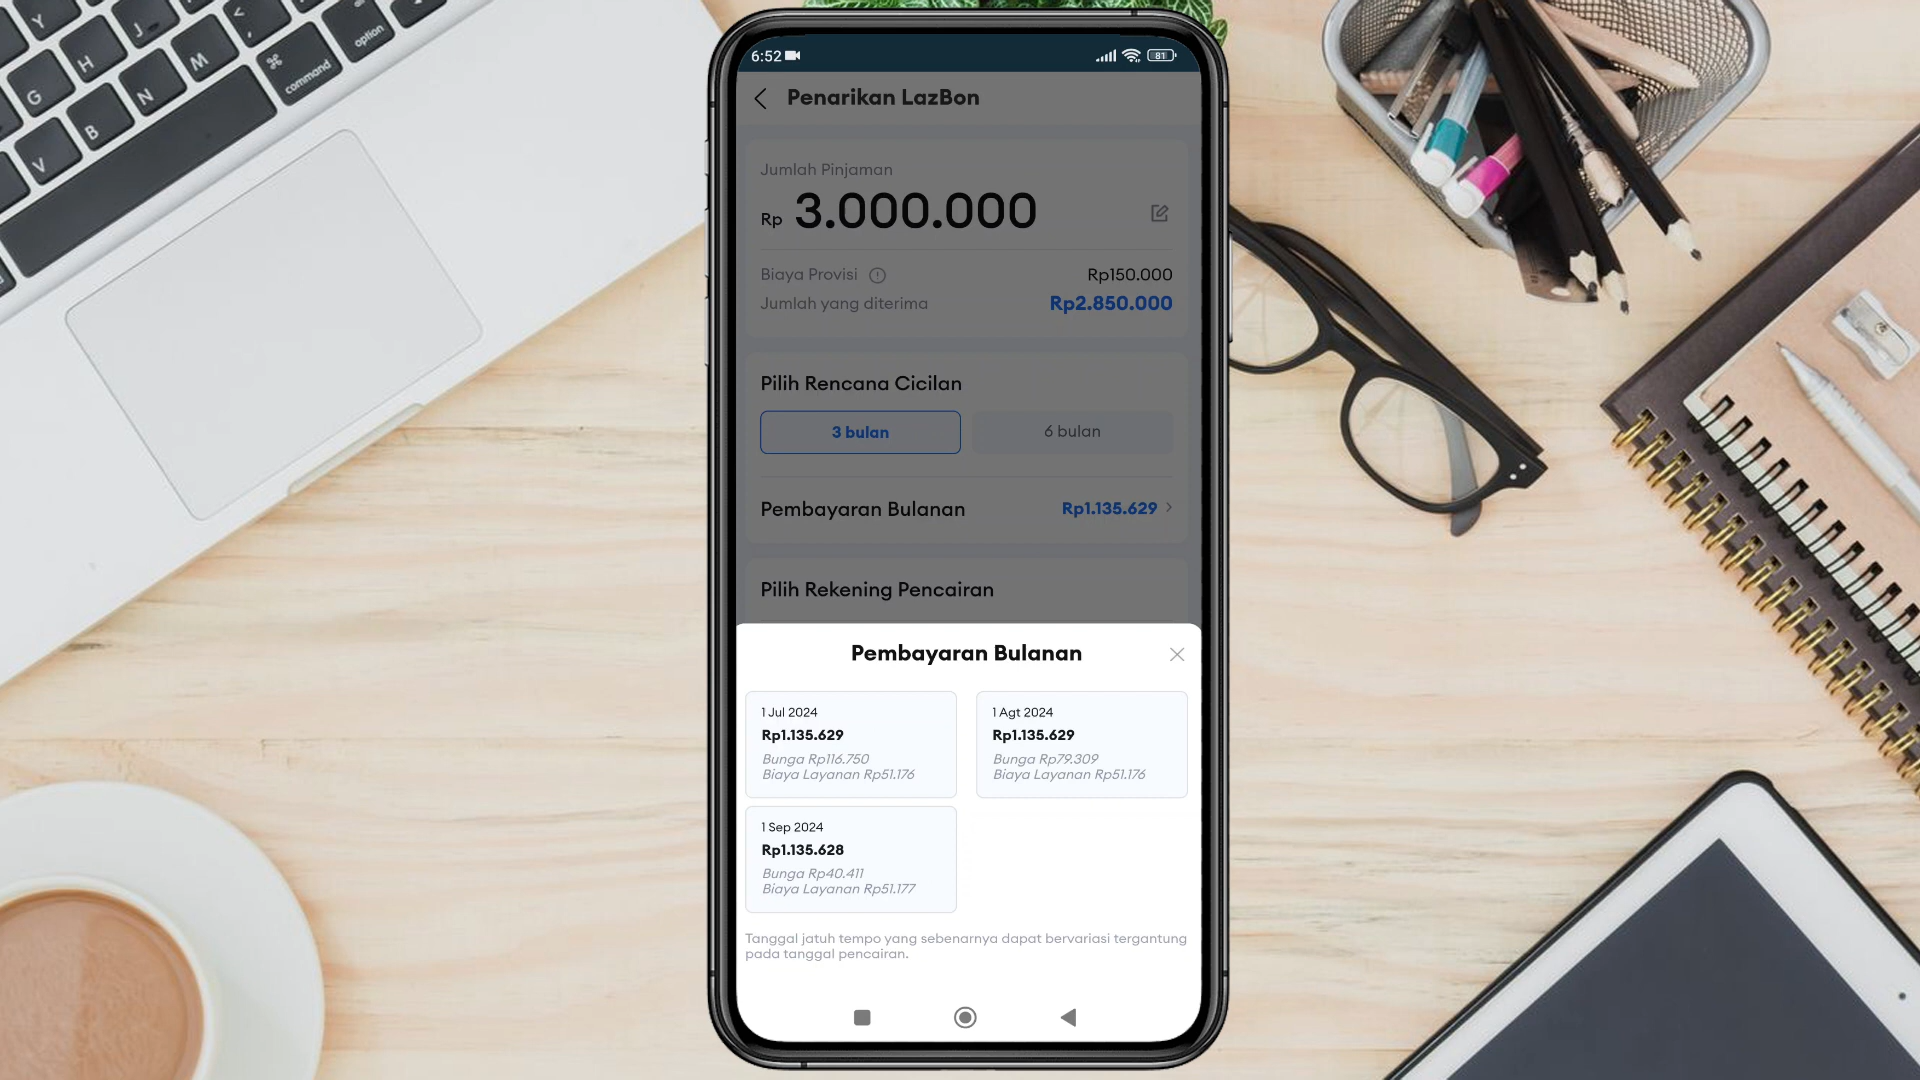 Y
J
<
G
H
M
⌘
option
command
V
B
N
6:52
81
Penarikan LazBon
Jumlah Pinjaman
Rp 3.000.000
Biaya Provisi
Rp150.000
Jumlah yang diterima
Rp2.850.000
Pilih Rencana Cicilan
3 bulan
6 bulan
Pembayaran Bulanan
Rp1.135.629
Pilih Rekening Pencairan
Pembayaran Bulanan
1 Jul 2024
Rp1.135.629
Bunga Rp116.750
Biaya Layanan Rp51.176
1 Agt 2024
Rp1.135.629
Bunga Rp79.309
Biaya Layanan Rp51.176
1 Sep 2024
Rp1.135.628
Bunga Rp40.411
Biaya Layanan Rp51.177
Tanggal jatuh tempo yang sebenarnya dapat bervariasi tergantung
pada tanggal pencairan.